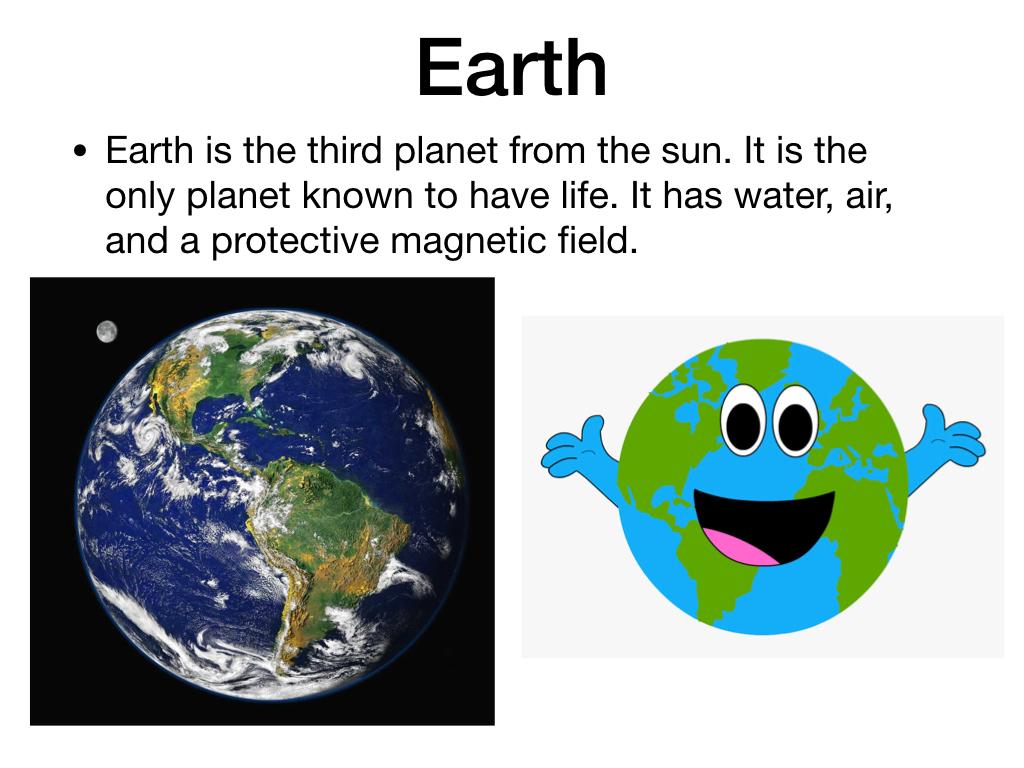 Earth
• Earth is the third planet from the sun. It is the
only planet known to have life. It has water, air,
and a protective magnetic field.